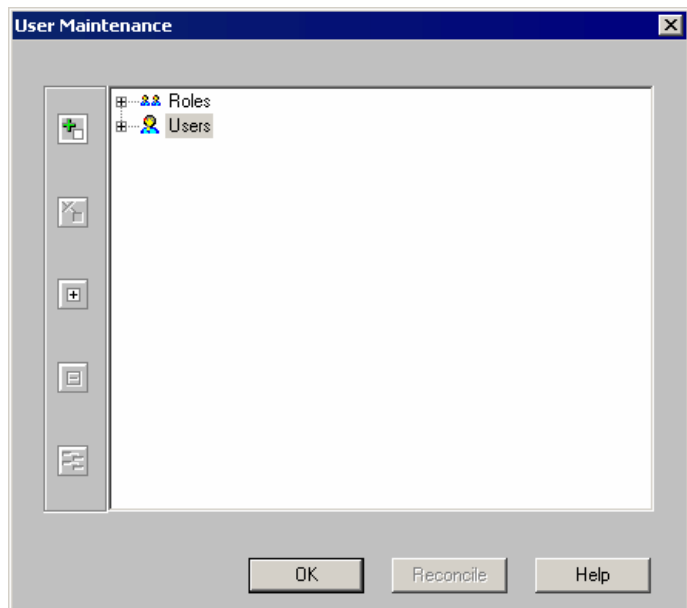 User Maintenance
Roles
Users
OK
Reconcile
Help